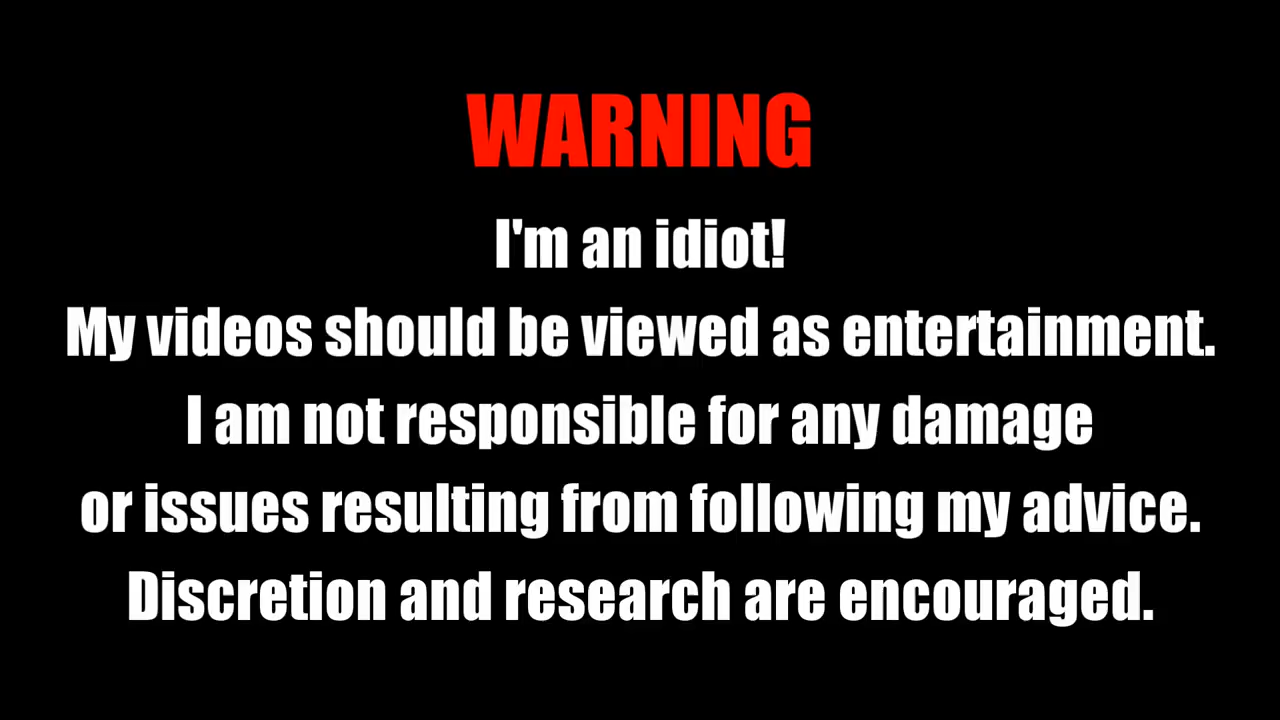 WARNING
I'm an idiot!
My videos should be viewed as entertainment.
I am not responsible for any damage
or issues resulting from following my advice.
Discretion and research are encouraged.